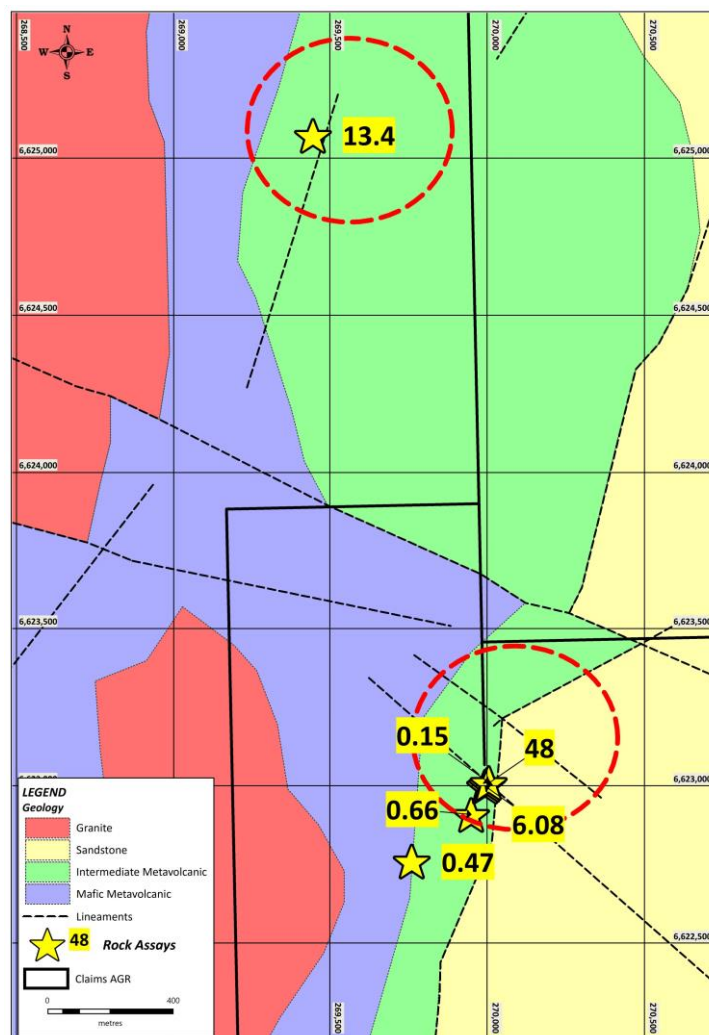 268,500
269,000
269,500
270,000
270,500
N
W E
S
13.4
6,625,000
6,625,000
6,624,500
6,624,500
6,624,000
6,624,000
6,623,500
6,623,500
0.15
48
6,623,000
0.66
6.08
0.47
6,622,500
LEGEND
Geology
Granite
Sandstone
Intermediate Metavolcanic
Mafic Metavolcanic
Lineaments
48 Rock Assays
Claims AGR
0 400
metres
269,500
270,000
270,500